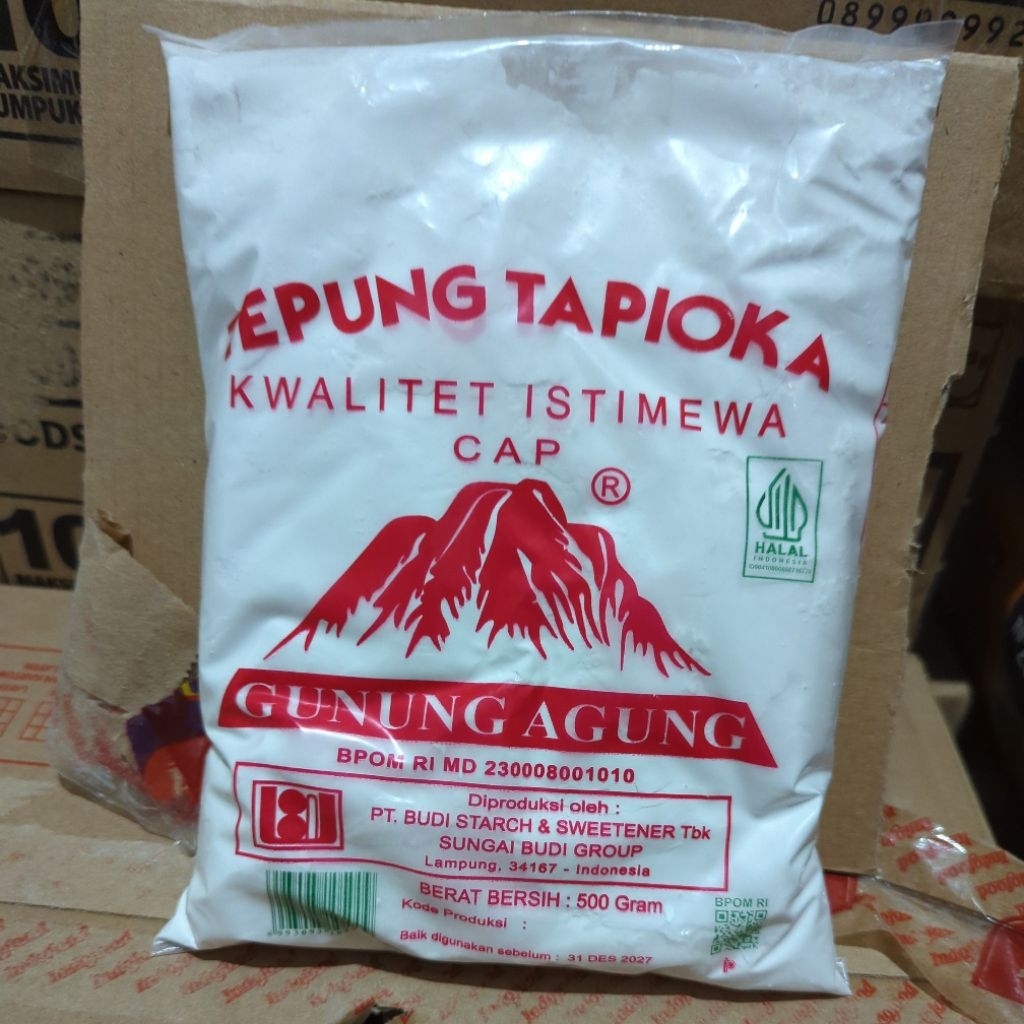 TEPUNG TAPIOKA
KWALITET ISTIMEWA
CAP
®
HALAL
INDONESIA
GUNUNG AGUNG
BPOM RI MD 230008001010
Diproduksi oleh :
PT. BUDI STARCH & SWEETENER Tbk
SUNGAI BUDI GROUP
Lampung, 34167 - Indonesia
BERAT BERSIH : 500 Gram
Kode Produksi :
Baik digunakan sebelum : 31 DES 2027
BPOM RI